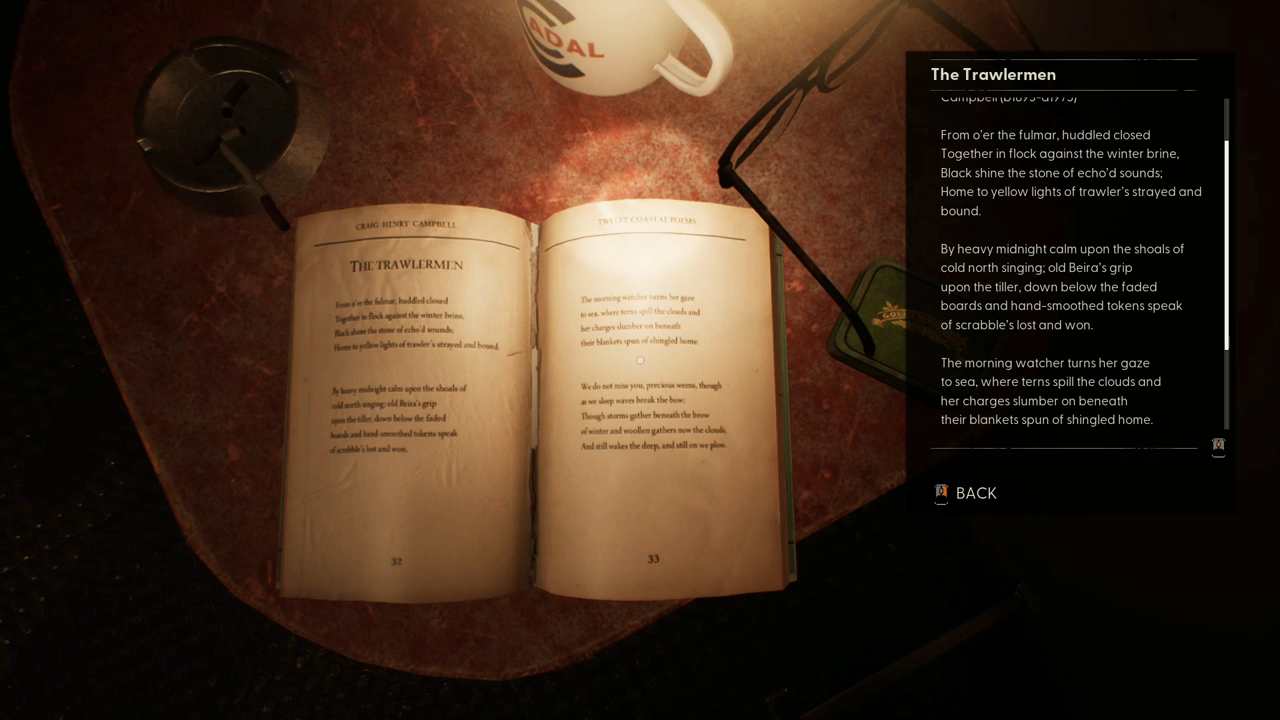 ADAL
CRAIG HENRY CAMPBELL
THE TRAWLERMEN
From o'er the fulmar, huddled closed
Together in flock against the winter brine,
Black shine the stone of echo'd sounds;
Home to yellow lights of trawler's strayed and bound.
By heavy midnight calm upon the shoals of
cold north singing; old Beira's grip
upon the tiller, down below the faded
boards and hand-smoothed tokens speak
of scrabble's lost and won,
32
TWELVE COASTAL POEMS
The morning watcher turns her gaze
to sea, where terns spill the clouds and
her charges slumber on beneath
their blankets spun of shingled home.
We do not miss you, precious weens, though
as we sleep waves break the bow;
Though storms gather beneath the brow
of winter and woollen gathers now the clouds,
And still wakes the deep, and still on we plow.
33
The Trawlermen
Campbell (b1893-d1975)
From o'er the fulmar, huddled closed
Together in flock against the winter brine,
Black shine the stone of echo'd sounds;
Home to yellow lights of trawler's strayed and
bound.
By heavy midnight calm upon the shoals of
cold north singing; old Beira's grip
upon the tiller, down below the faded
boards and hand-smoothed tokens speak
of scrabble's lost and won.
The morning watcher turns her gaze
to sea, where terns spill the clouds and
her charges slumber on beneath
their blankets spun of shingled home.
BACK